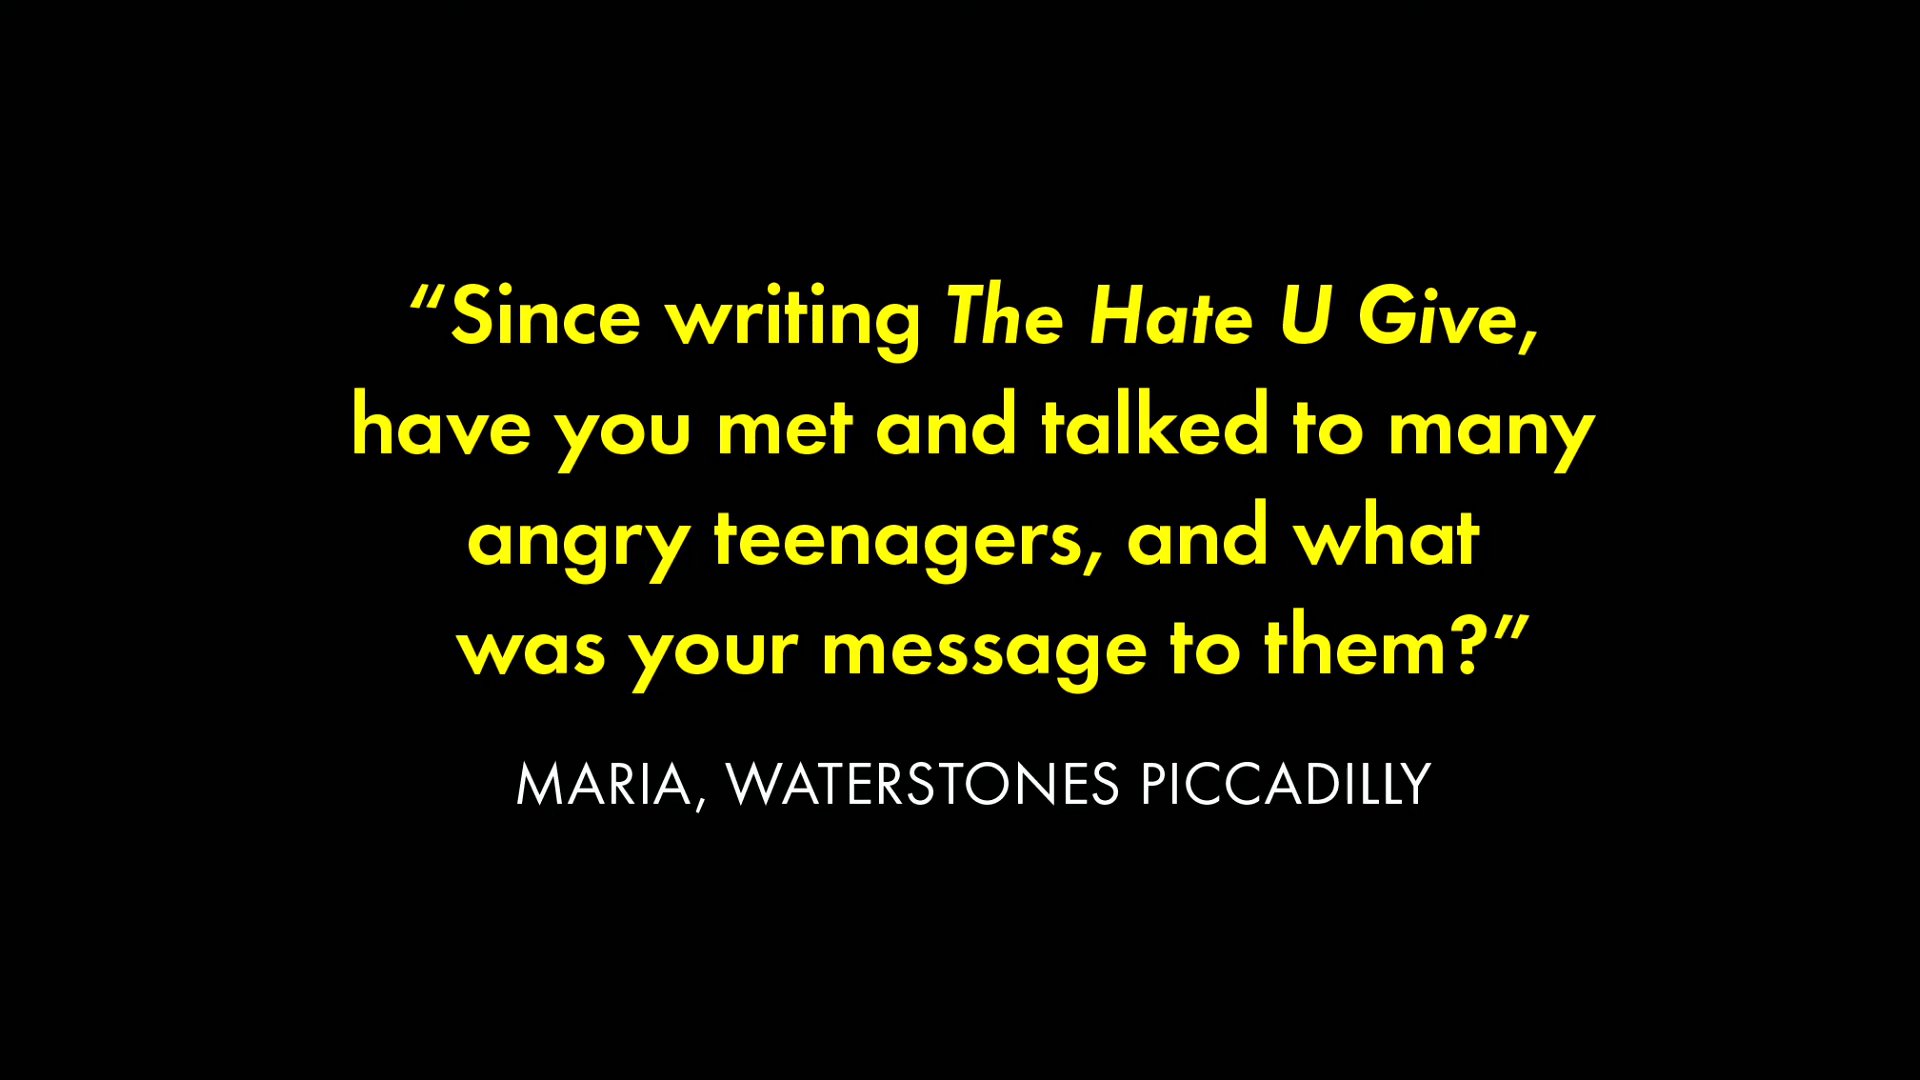 “Since writing The Hate U Give,
have you met and talked to many
angry teenagers, and what
was your message to them?”
MARIA, WATERSTONES PICCADILLY